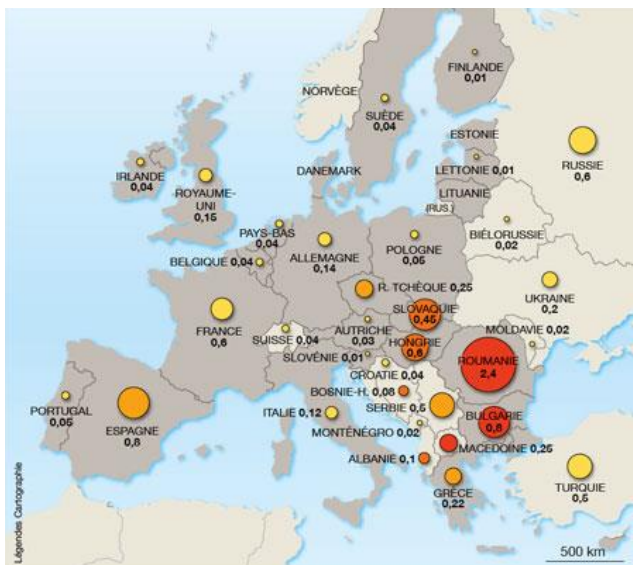 FINLANDE
0,01
NORVÈGE
SUÈDE
0,04
ESTONIE
RUSSIE
0,6
IRLANDE
0,04
ROYAUME-
UNI
0,15
DANEMARK
LETTONIE 0,01
LITUANIE
(RUS.)
BIÉLORUSSIE
0,02
PAYS-BAS
0,04
BELGIQUE 0,04
ALLEMAGNE
0,14
POLOGNE
0,05
R. TCHÈQUE 0,25
UKRAINE
0,2
SLOVAQUIE
0,45
FRANCE
0,6
SUISSE 0,04
AUTRICHE
0,03
HONGRIE
0,6
MOLDAVIE 0,02
SLOVÉNIE 0,01
CROATIE 0,04
ROUMANIE
2,4
BOSNIE-H. 0,08
SERBIE 0,5
PORTUGAL
0,05
ESPAGNE
0,8
ITALIE 0,12
BULGARIE
0,8
MONTÉNÉGRO 0,02
MACÉDOINE 0,25
ALBANIE 0,1
GRÈCE
0,22
TURQUIE
0,5
Légendes Cartographie
500 km